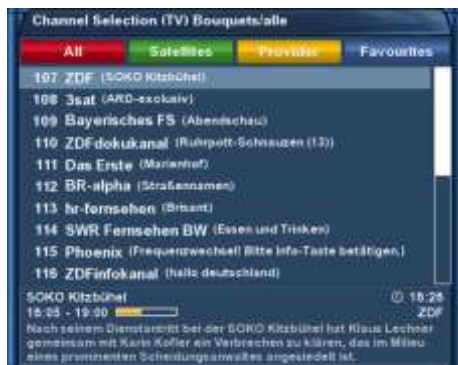 Channel Selection (TV) Bouquets/alle
All Satellites Provider Favourites
107 ZDF (SOKO Kitzbühel)
108 3sat (ARD-exclusiv)
109 Bayerisches FS (Abendschau)
110 ZDFdokukanal (Ruhrpott-Schnauzen (13))
111 Das Erste (Marienhof)
112 BR-alpha (Straßennamen)
113 hr-fernsehen (Brisant)
114 SWR Fernsehen BW (Essen und Trinken)
115 Phoenix (Frequenzwechsel! Bitte Info-Taste betätigen.)
116 ZDFinfokanal (hallo deutschland)
SOKO Kitzbühel 18:26
18:05 - 19:00 ZDF
Nach seinem Dienstantritt bei der SOKO Kitzbühel hat Klaus Lechner
gemeinsam mit Karin Kofler ein Verbrechen zu klären, das im Milieu
eines prominenten Scheidungsanwaltes angesiedelt ist.